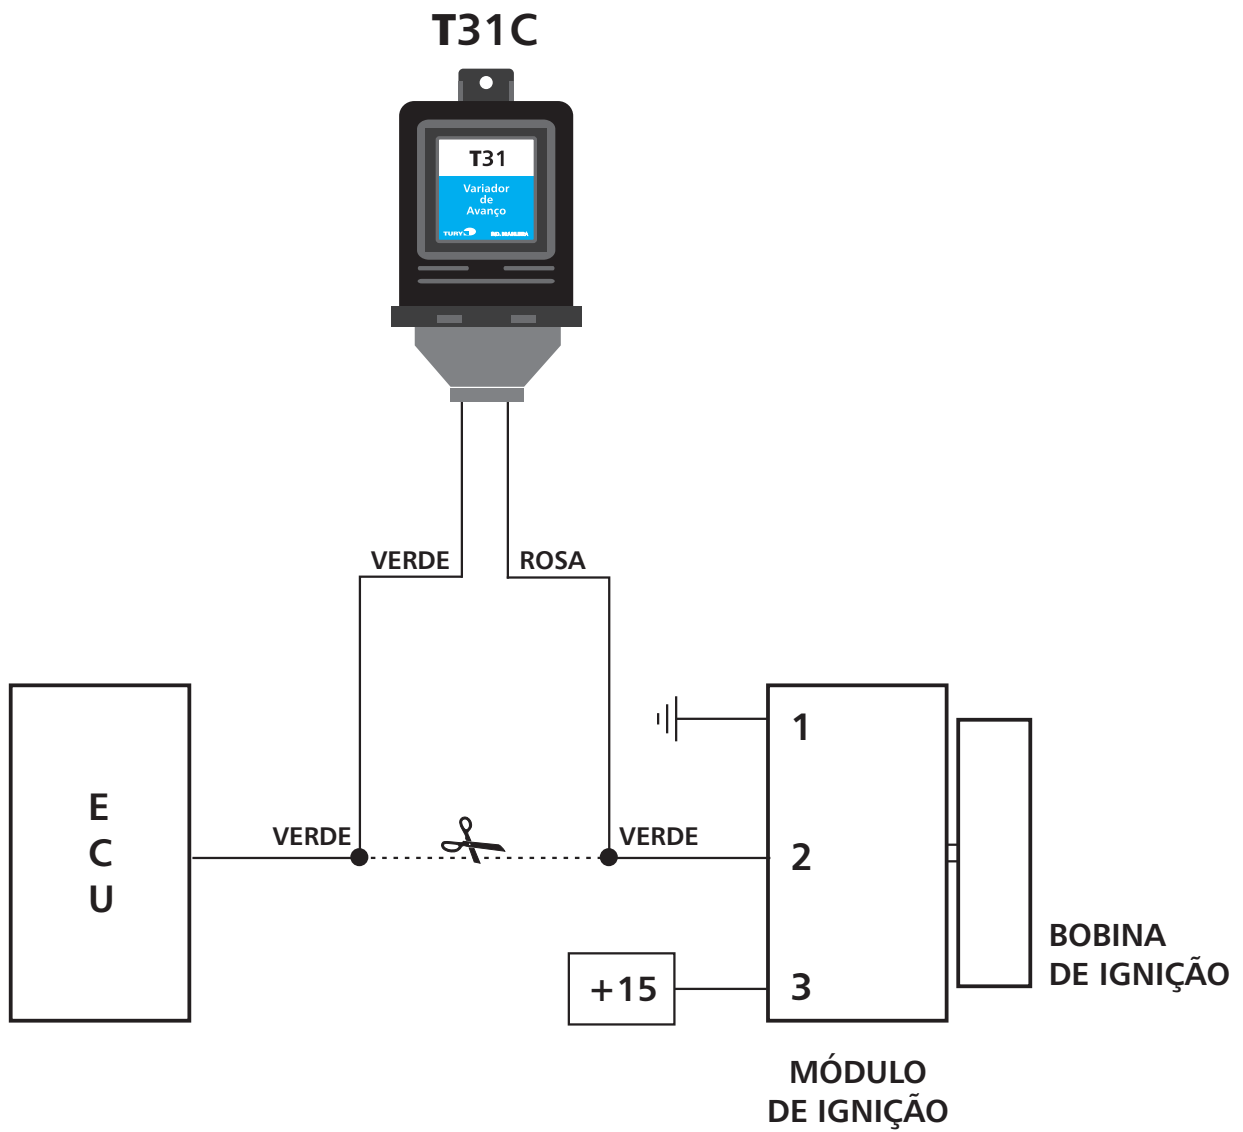 T31C
T31
Variador
de
Avanço
TURY
VERDE
ROSA
E
C
U
VERDE
VERDE
1
2
3
+15
BOBINA
DE IGNIÇÃO
MÓDULO
DE IGNIÇÃO